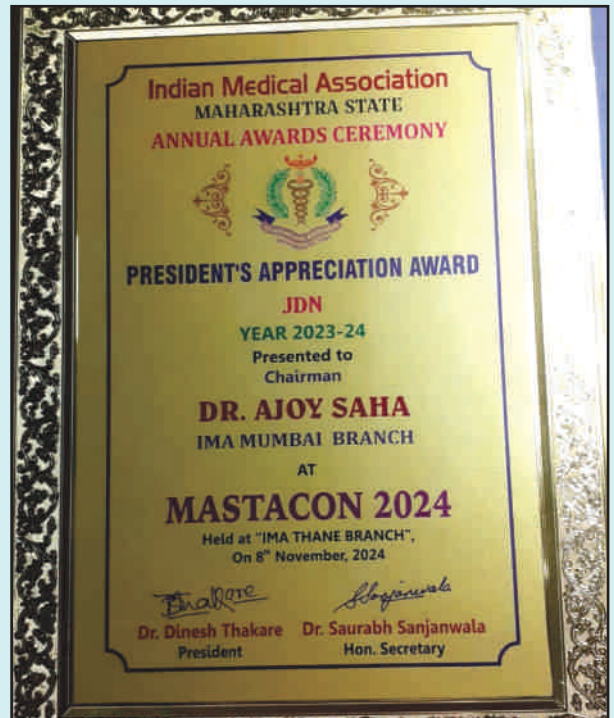 Indian Medical Association
MAHARASHTRA STATE
ANNUAL AWARDS CEREMONY
PRESIDENT'S APPRECIATION AWARD
JDN
YEAR 2023-24
Presented to
Chairman
DR. AJOY SAHA
IMA MUMBAI BRANCH
AT
MASTACON 2024
Held at "IMA THANE BRANCH",
On 8th November, 2024
Dr. Dinesh Thakare Dr. Saurabh Sanjanwala
President Hon. Secretary